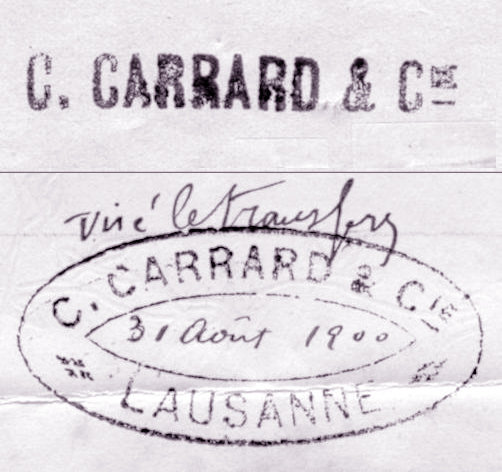 C. CARRARD & Cie
visé le transfert
C. CARRARD & Cie
31 Août 1900
LAUSANNE